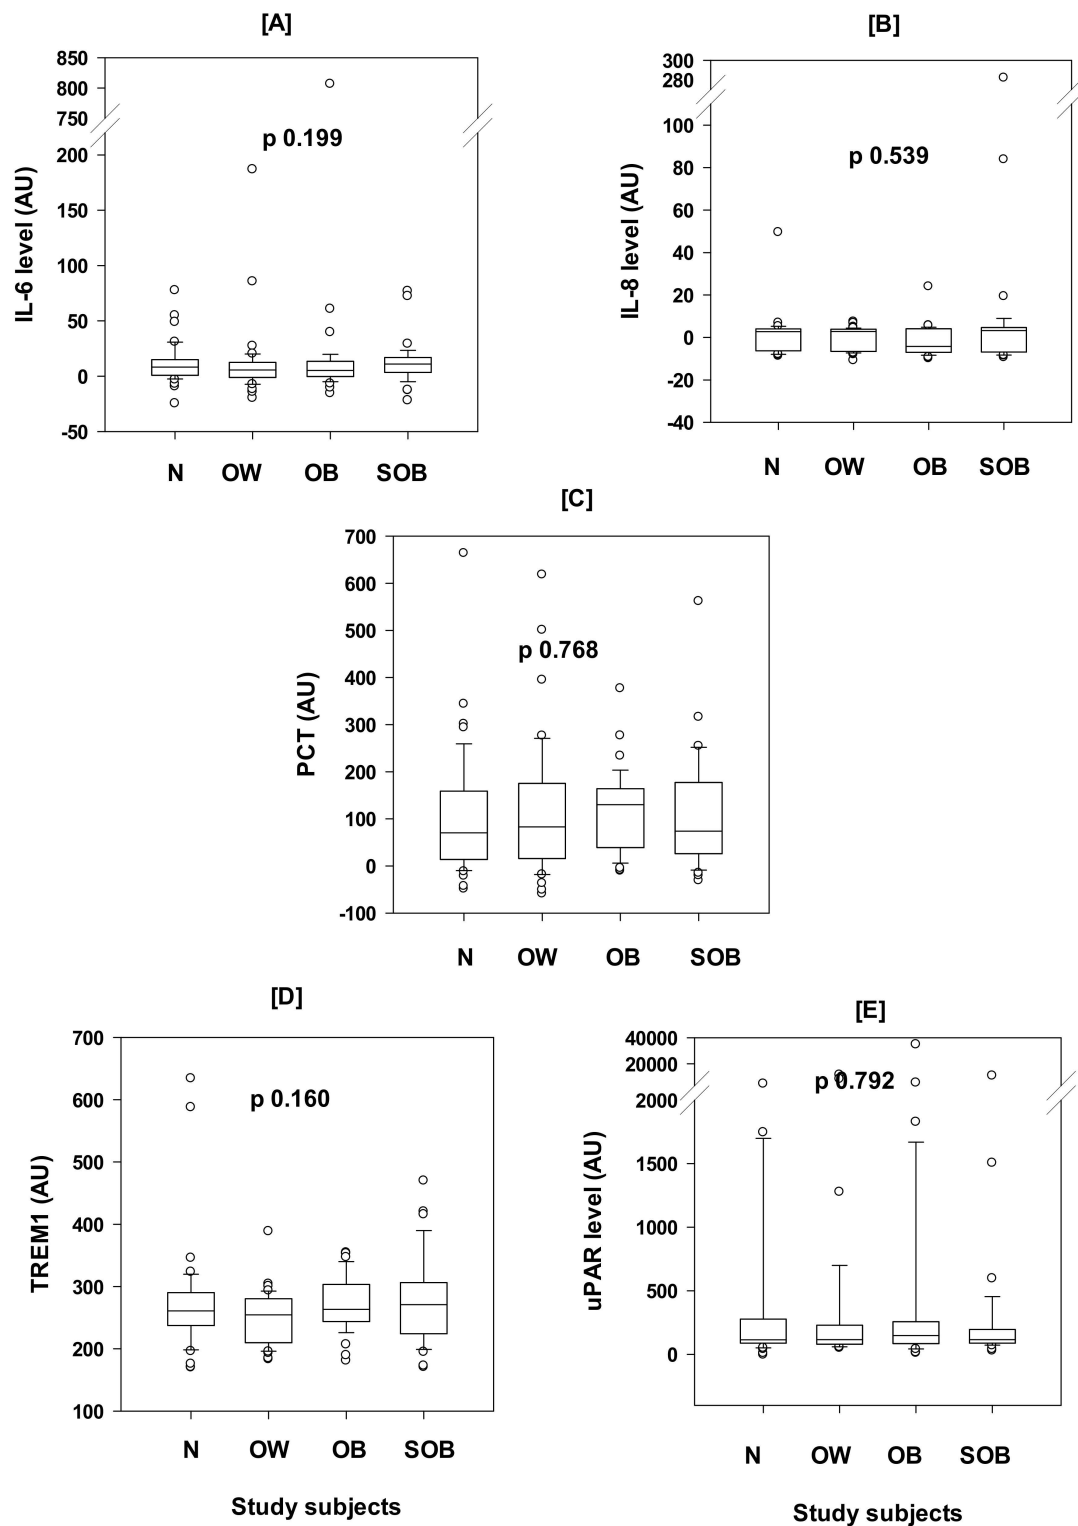 [A]
850
800
750
200
150
100
50
0
-50
IL-6 level (AU)
p 0.199
N OW OB SOB
[B]
300
280
100
80
60
40
20
0
-20
-40
IL-8 level (AU)
p 0.539
N OW OB SOB
[C]
700
600
500
400
300
200
100
0
-100
PCT (AU)
p 0.768
N OW OB SOB
[D]
700
600
500
400
300
200
100
TREM1 (AU)
p 0.160
N OW OB SOB
Study subjects
[E]
40000
20000
2000
1500
1000
500
0
uPAR level (AU)
p 0.792
N OW OB SOB
Study subjects